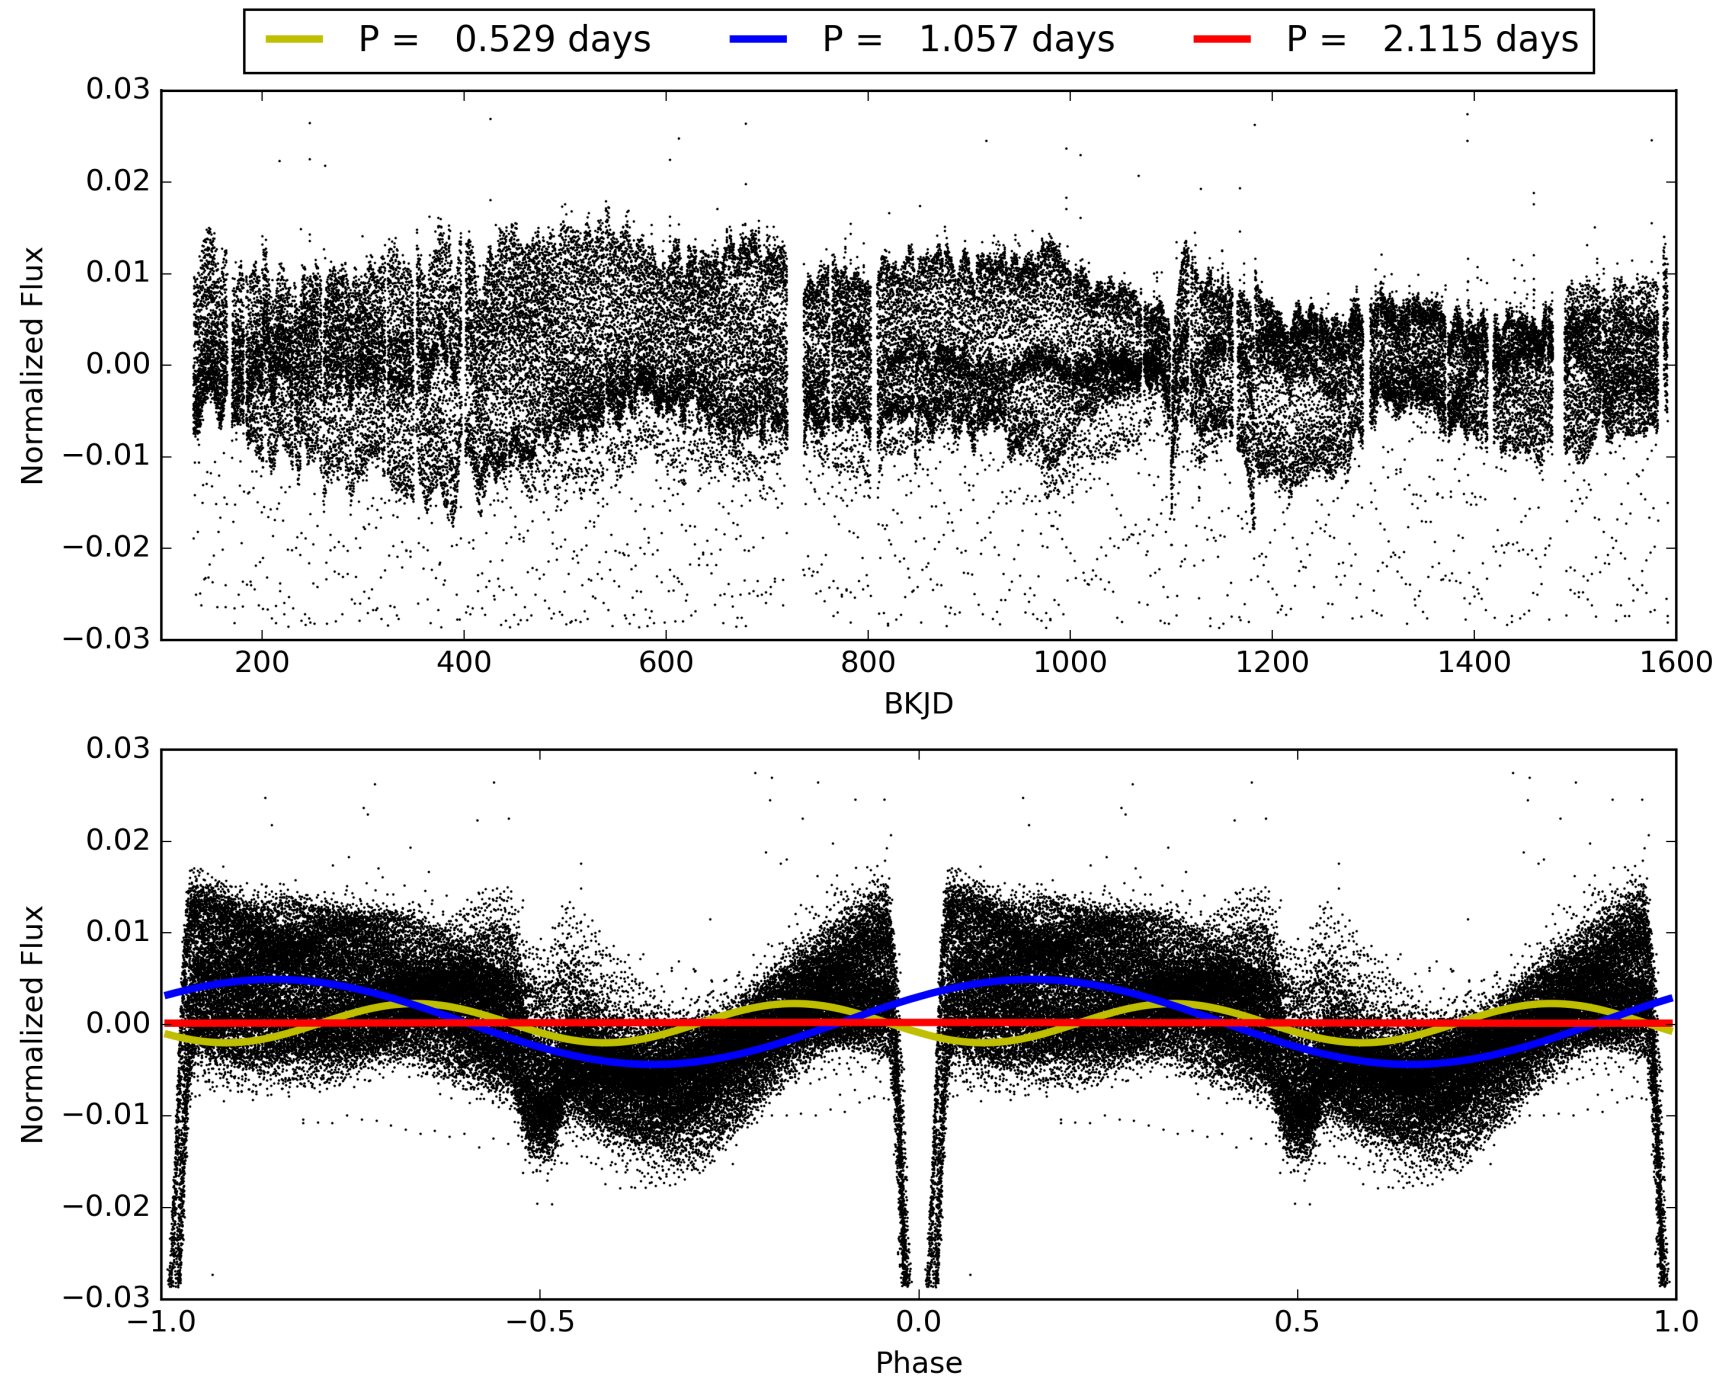 P = 0.529 days P = 1.057 days P = 2.115 days
0.03
0.02
0.01
0.00
−0.01
−0.02
−0.03
Normalized Flux
200 400 600 800 1000 1200 1400 1600
BKJD
0.03
0.02
0.01
0.00
−0.01
−0.02
−0.03
Normalized Flux
−1.0 −0.5 0.0 0.5 1.0
Phase